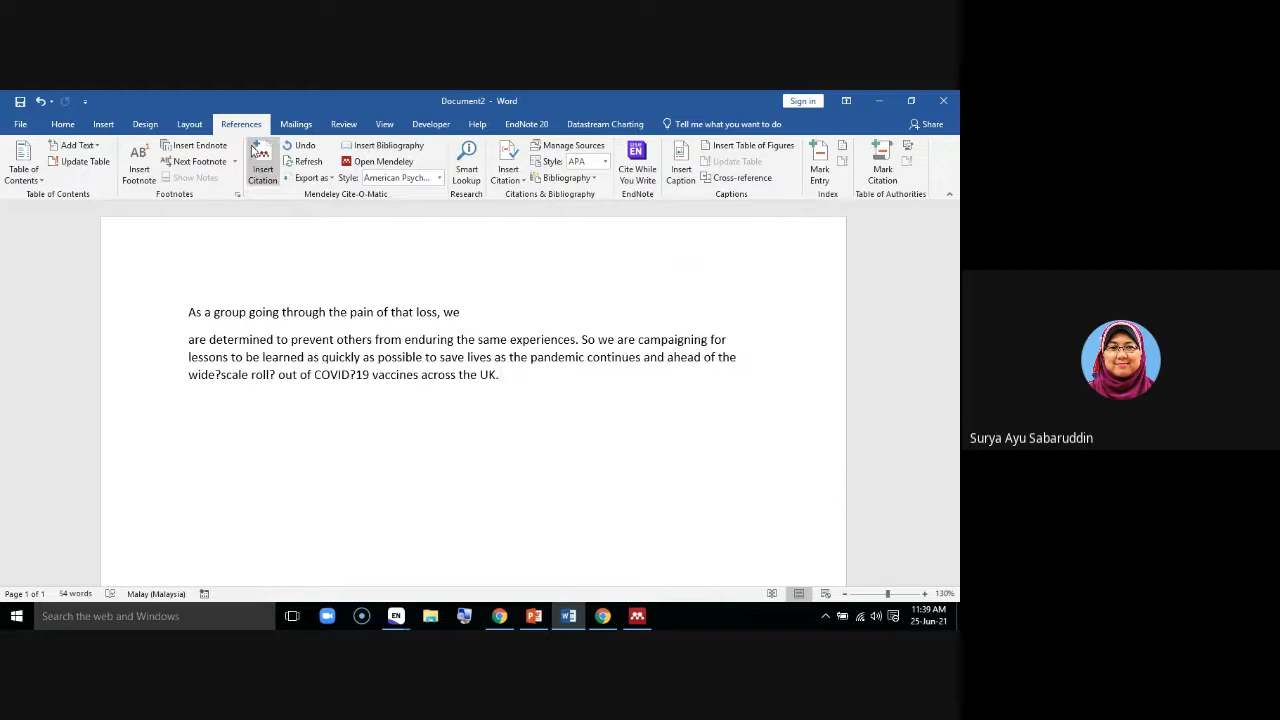 Document2 - Word
Sign in
File Home Insert Design Layout References Mailings Review View Developer Help EndNote 20 Datastream Charting Tell me what you want to do Share
Table of Contents
Add Text
Update Table
Table of Contents
AB1
Insert Footnote
Insert Endnote
Next Footnote
Show Notes
Footnotes
Insert Citation
Undo
Refresh
Export as
Insert Bibliography
Open Mendeley
Style: American Psych...
Mendeley Cite-O-Matic
Smart Lookup
Research
Insert Citation
Manage Sources
Style: APA
Bibliography
Citations & Bibliography
use EN
Cite While You Write
EndNote
Insert Caption
Insert Table of Figures
Update Table
Cross-reference
Captions
Mark Entry
Index
Mark Citation
Table of Authorities
As a group going through the pain of that loss, we
are determined to prevent others from enduring the same experiences. So we are campaigning for
lessons to be learned as quickly as possible to save lives as the pandemic continues and ahead of the
wide?scale roll? out of COVID?19 vaccines across the UK.
Surya Ayu Sabaruddin
Page 1 of 1 54 words Malay (Malaysia) 130%
Search the web and Windows
EN
11:39 AM
25-Jun-21